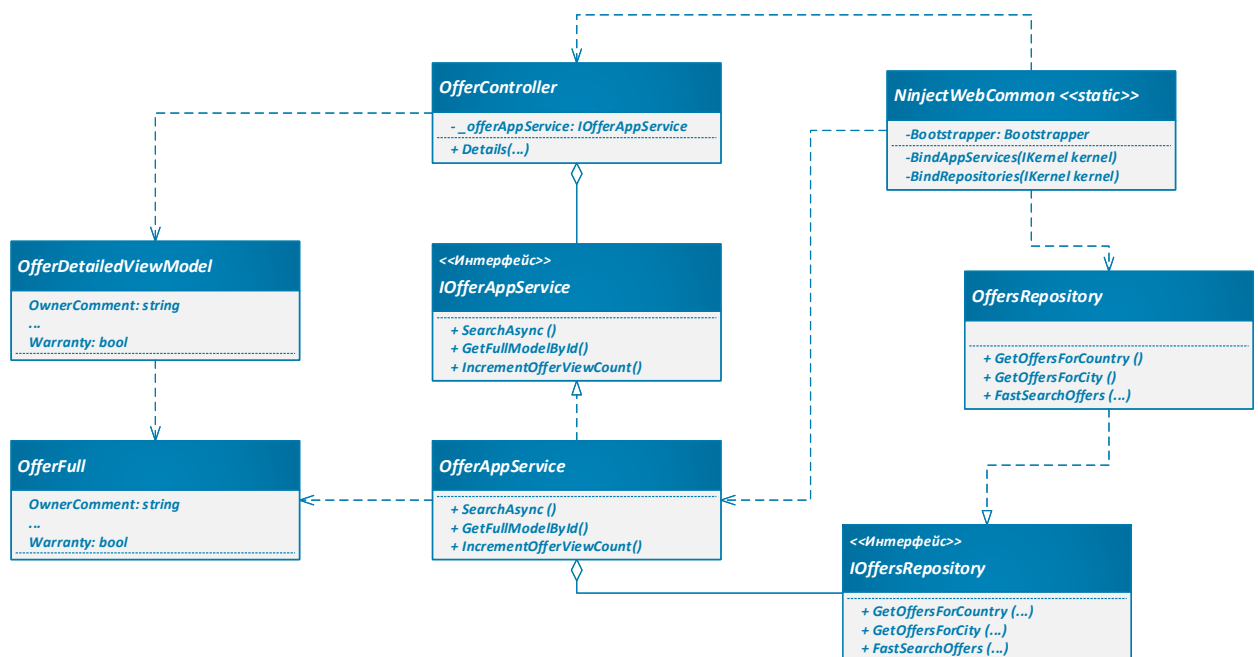 OfferController
- _offerAppService: IOfferAppService
+ Details(...)
NinjectWebCommon <<static>>
-Bootstrapper: Bootstrapper
-BindAppServices(IKernel kernel)
-BindRepositories(IKernel kernel)
OfferDetailedViewModel
OwnerComment: string
...
Warranty: bool
<<Интерфейс>>
IOfferAppService
+ SearchAsync ()
+ GetFullModelById()
+ IncrementOfferViewCount()
OffersRepository
+ GetOffersForCountry ()
+ GetOffersForCity ()
+ FastSearchOffers (...)
OfferFull
OwnerComment: string
...
Warranty: bool
OfferAppService
+ SearchAsync ()
+ GetFullModelById()
+ IncrementOfferViewCount()
<<Интерфейс>>
IOffersRepository
+ GetOffersForCountry (...)
+ GetOffersForCity (...)
+ FastSearchOffers (...)